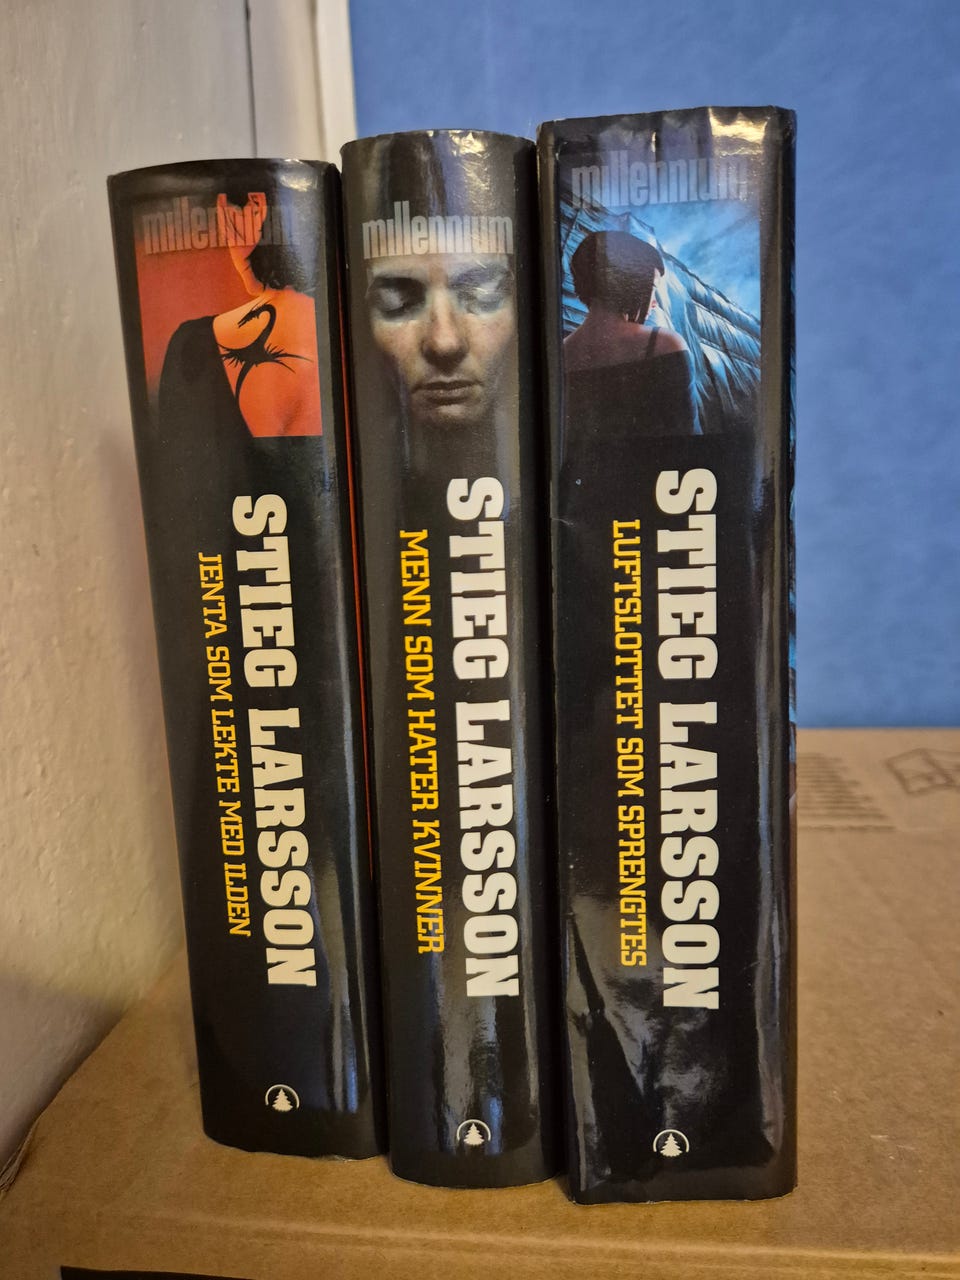 millennium
STIEG LARSSON
JENTA SOM LEKTE MED ILDEN
millennium
STIEG LARSSON
MENN SOM HATER KVINNER
millennium
STIEG LARSSON
LUFTSLOTTET SOM SPRENGTES